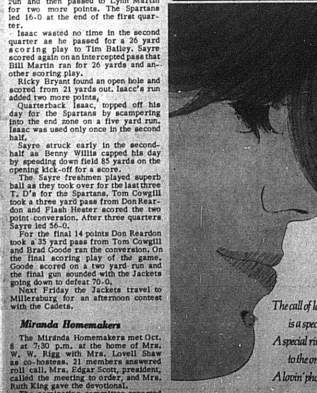 run and then passed to Lynn Martin
for two more points. The Spartans
led 16-0 at the end of the first quar-
ter.
Isaac wasted no time in the second
quarter as he passed for a 26 yard
scoring play to Tim Bailey. Sayre
scored again on an intercepted pass that
Bill Martin ran for 26 yards and an-
other scoring play.
Ricky Bryant found an open hole and
scored from 21 yards out. Isaac's run
added two more points.
Quarterback Isaac, topped off his
day for the Spartans by scampering
into the end zone on a five yard run.
Isaac was used only once in the second
half.
Sayre struck early in the second-
half as Benny Willis capped his day
by speeding down field 85 yards on the
opening kick-off for a score.
The Sayre freshmen played superb
ball as they took over for the last three
T. D's for the Spartans. Tom Cowgill
took a three yard pass from Don Rear-
don and Flash Hester scored the two
point conversion. After three quarters
Sayre led 56-0.
For the final 14 points Don Reardon
took a 35 yard pass from Tom Cowgill
and Brad Goode ran the conversion. On
the final scoring play of the game.
Goode scored on a two yard run and
the final gun sounded with the Jackets
going down to defeat 70-0.
Next Friday the Jackets travel to
Millersburg for an afternoon contest
with the Cadets.
Miranda Homemakers
The Miranda Homemakers met Oct.
8 at 7:30 p.m. at the home of Mrs.
W. W. Rigg with Mrs. Lovell Shaw
as co-hostess. 21 members answered
roll call. Mrs. Edgar Scott, president,
called the meeting to order, and Mrs.
Ruth King gave the devotional.
The call of
is a spec
A special ri
to the
A lovin' ph